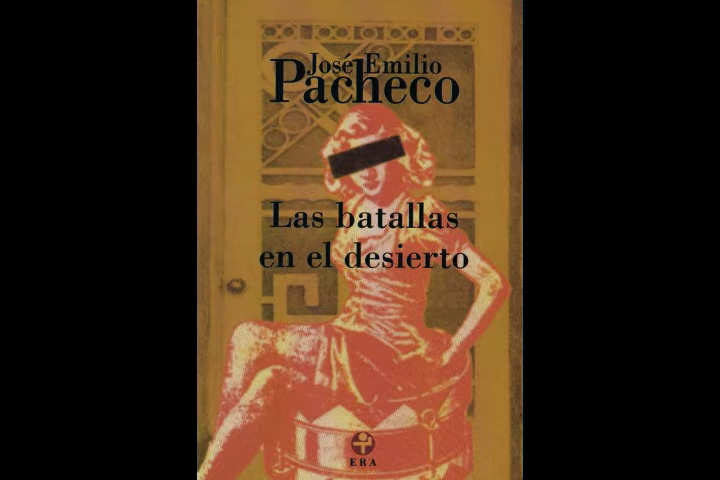 José Emilio
Pacheco
Las batallas
en el desierto
ERA